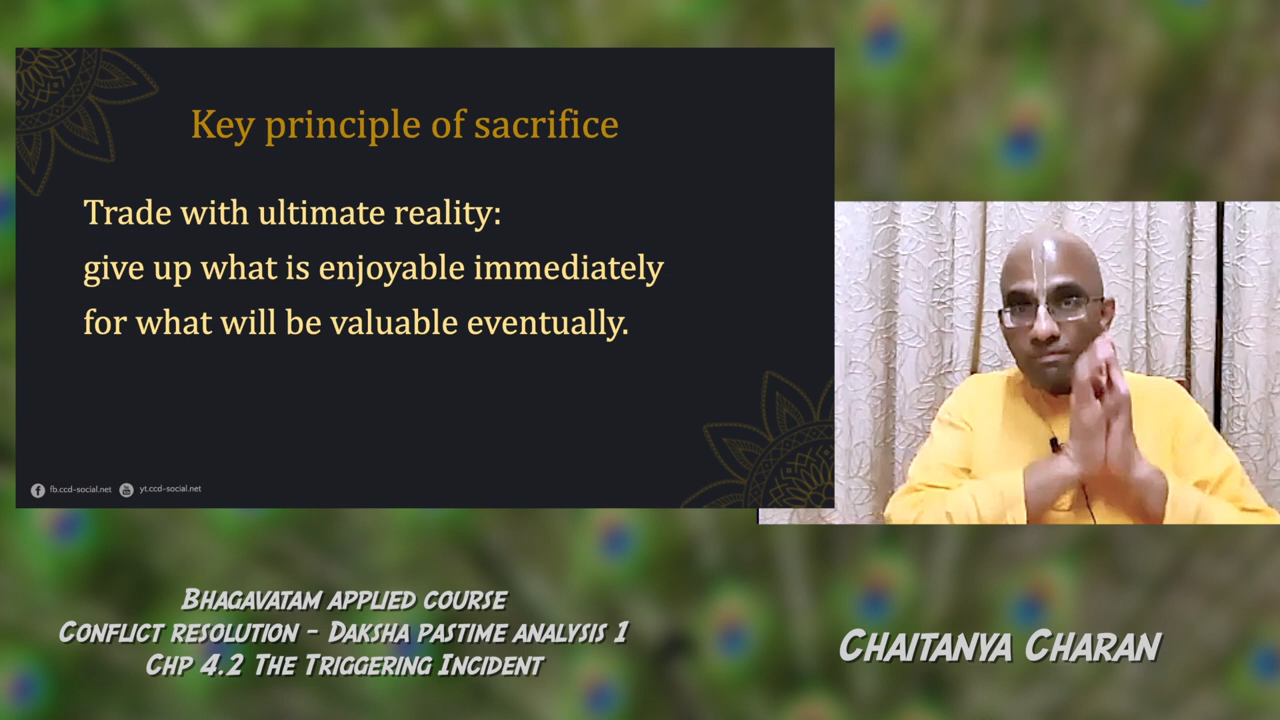 Key principle of sacrifice
Trade with ultimate reality:
give up what is enjoyable immediately
for what will be valuable eventually.
fb.ccd-social.net yt.ccd-social.net
BHAGAVATAM APPLIED COURSE
CONFLICT RESOLUTION - DAKSHA PASTIME ANALYSIS 1
CHP 4.2 THE TRIGGERING INCIDENT
CHAITANYA CHARAN